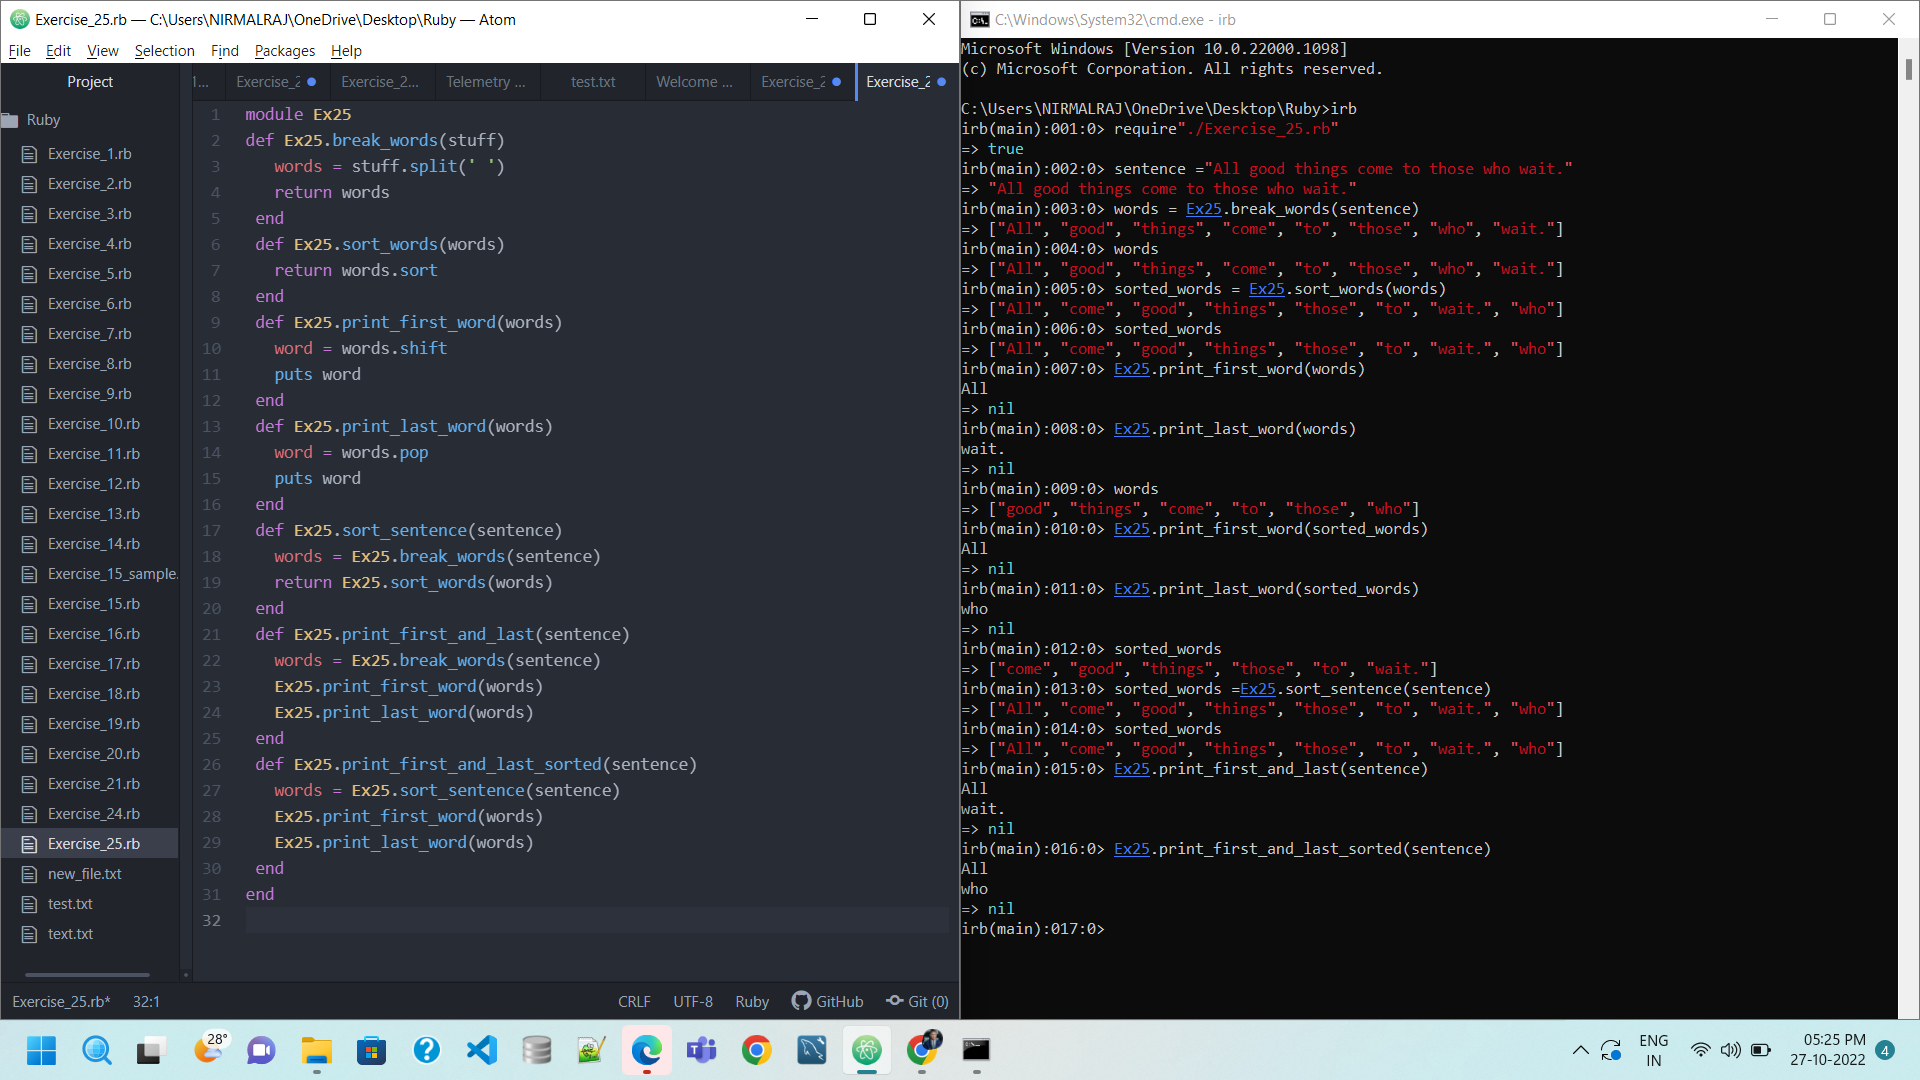 Exercise_25.rb — C:\Users\NIRMALRAJ\OneDrive\Desktop\Ruby — Atom
File Edit View Selection Find Packages Help
Project
Ruby
Exercise_1.rb
Exercise_2.rb
Exercise_3.rb
Exercise_4.rb
Exercise_5.rb
Exercise_6.rb
Exercise_7.rb
Exercise_8.rb
Exercise_9.rb
Exercise_10.rb
Exercise_11.rb
Exercise_12.rb
Exercise_13.rb
Exercise_14.rb
Exercise_15_sample.
Exercise_15.rb
Exercise_16.rb
Exercise_17.rb
Exercise_18.rb
Exercise_19.rb
Exercise_20.rb
Exercise_21.rb
Exercise_24.rb
Exercise_25.rb
new_file.txt
test.txt
text.txt
1... Exercise_2 Exercise_2... Telemetry ... test.txt Welcome ... Exercise_2 Exercise_2
1 module Ex25
2 def Ex25.break_words(stuff)
3 words = stuff.split(' ')
4 return words
5 end
6 def Ex25.sort_words(words)
7 return words.sort
8 end
9 def Ex25.print_first_word(words)
10 word = words.shift
11 puts word
12 end
13 def Ex25.print_last_word(words)
14 word = words.pop
15 puts word
16 end
17 def Ex25.sort_sentence(sentence)
18 words = Ex25.break_words(sentence)
19 return Ex25.sort_words(words)
20 end
21 def Ex25.print_first_and_last(sentence)
22 words = Ex25.break_words(sentence)
23 Ex25.print_first_word(words)
24 Ex25.print_last_word(words)
25 end
26 def Ex25.print_first_and_last_sorted(sentence)
27 words = Ex25.sort_sentence(sentence)
28 Ex25.print_first_word(words)
29 Ex25.print_last_word(words)
30 end
31 end
32
Exercise_25.rb* 32:1 CRLF UTF-8 Ruby GitHub Git (0)
C:\Windows\System32\cmd.exe - irb
Microsoft Windows [Version 10.0.22000.1098]
(c) Microsoft Corporation. All rights reserved.
C:\Users\NIRMALRAJ\OneDrive\Desktop\Ruby>irb
irb(main):001:0> require"./Exercise_25.rb"
=> true
irb(main):002:0> sentence ="All good things come to those who wait."
=> "All good things come to those who wait."
irb(main):003:0> words = Ex25.break_words(sentence)
=> ["All", "good", "things", "come", "to", "those", "who", "wait."]
irb(main):004:0> words
=> ["All", "good", "things", "come", "to", "those", "who", "wait."]
irb(main):005:0> sorted_words = Ex25.sort_words(words)
=> ["All", "come", "good", "things", "those", "to", "wait.", "who"]
irb(main):006:0> sorted_words
=> ["All", "come", "good", "things", "those", "to", "wait.", "who"]
irb(main):007:0> Ex25.print_first_word(words)
All
=> nil
irb(main):008:0> Ex25.print_last_word(words)
wait.
=> nil
irb(main):009:0> words
=> ["good", "things", "come", "to", "those", "who"]
irb(main):010:0> Ex25.print_first_word(sorted_words)
All
=> nil
irb(main):011:0> Ex25.print_last_word(sorted_words)
who
=> nil
irb(main):012:0> sorted_words
=> ["come", "good", "things", "those", "to", "wait."]
irb(main):013:0> sorted_words =Ex25.sort_sentence(sentence)
=> ["All", "come", "good", "things", "those", "to", "wait.", "who"]
irb(main):014:0> sorted_words
=> ["All", "come", "good", "things", "those", "to", "wait.", "who"]
irb(main):015:0> Ex25.print_first_and_last(sentence)
All
wait.
=> nil
irb(main):016:0> Ex25.print_first_and_last_sorted(sentence)
All
who
=> nil
irb(main):017:0>
28°
ENG
IN
05:25 PM
27-10-2022
4